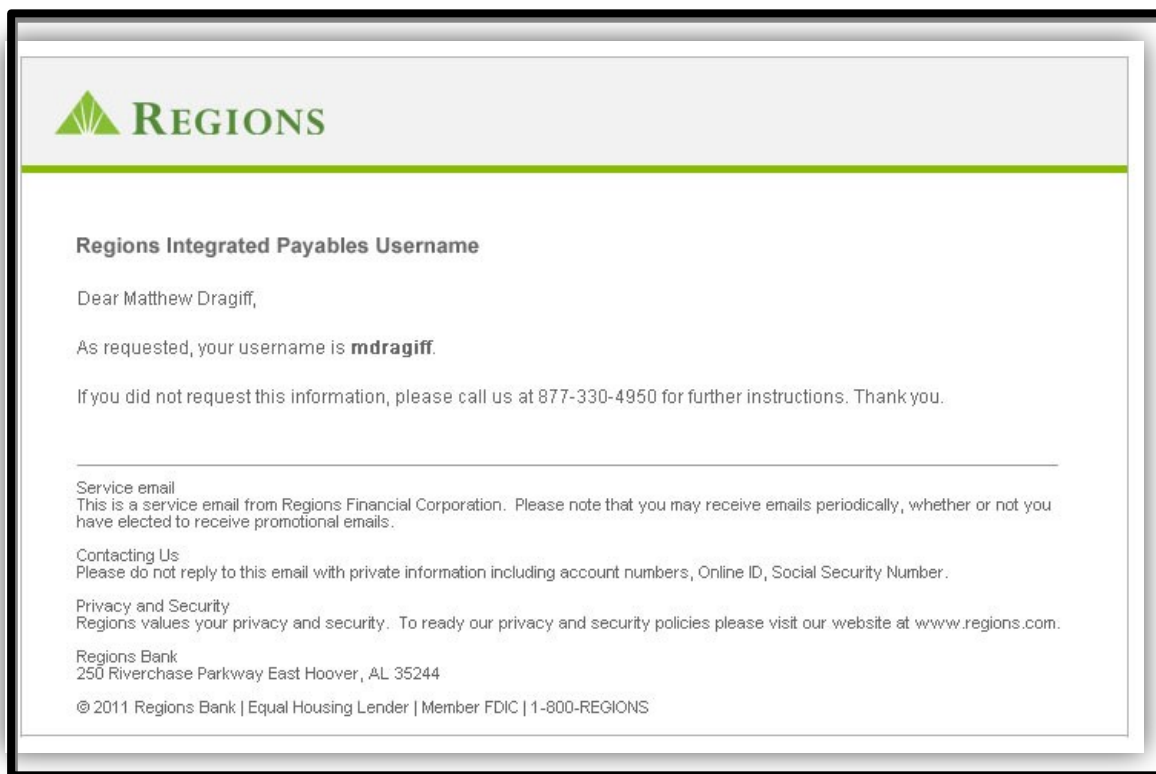 REGIONS
Regions Integrated Payables Username
Dear Matthew Dragiff,
As requested, your username is mdragiff.
If you did not request this information, please call us at 877-330-4950 for further instructions. Thank you.
Service email
This is a service email from Regions Financial Corporation.  Please note that you may receive emails periodically, whether or not you
have elected to receive promotional emails.
Contacting Us
Please do not reply to this email with private information including account numbers, Online ID, Social Security Number.
Privacy and Security
Regions values your privacy and security.  To ready our privacy and security policies please visit our website at www.regions.com.
Regions Bank
250 Riverchase Parkway East Hoover, AL 35244
© 2011 Regions Bank | Equal Housing Lender | Member FDIC | 1-800-REGIONS